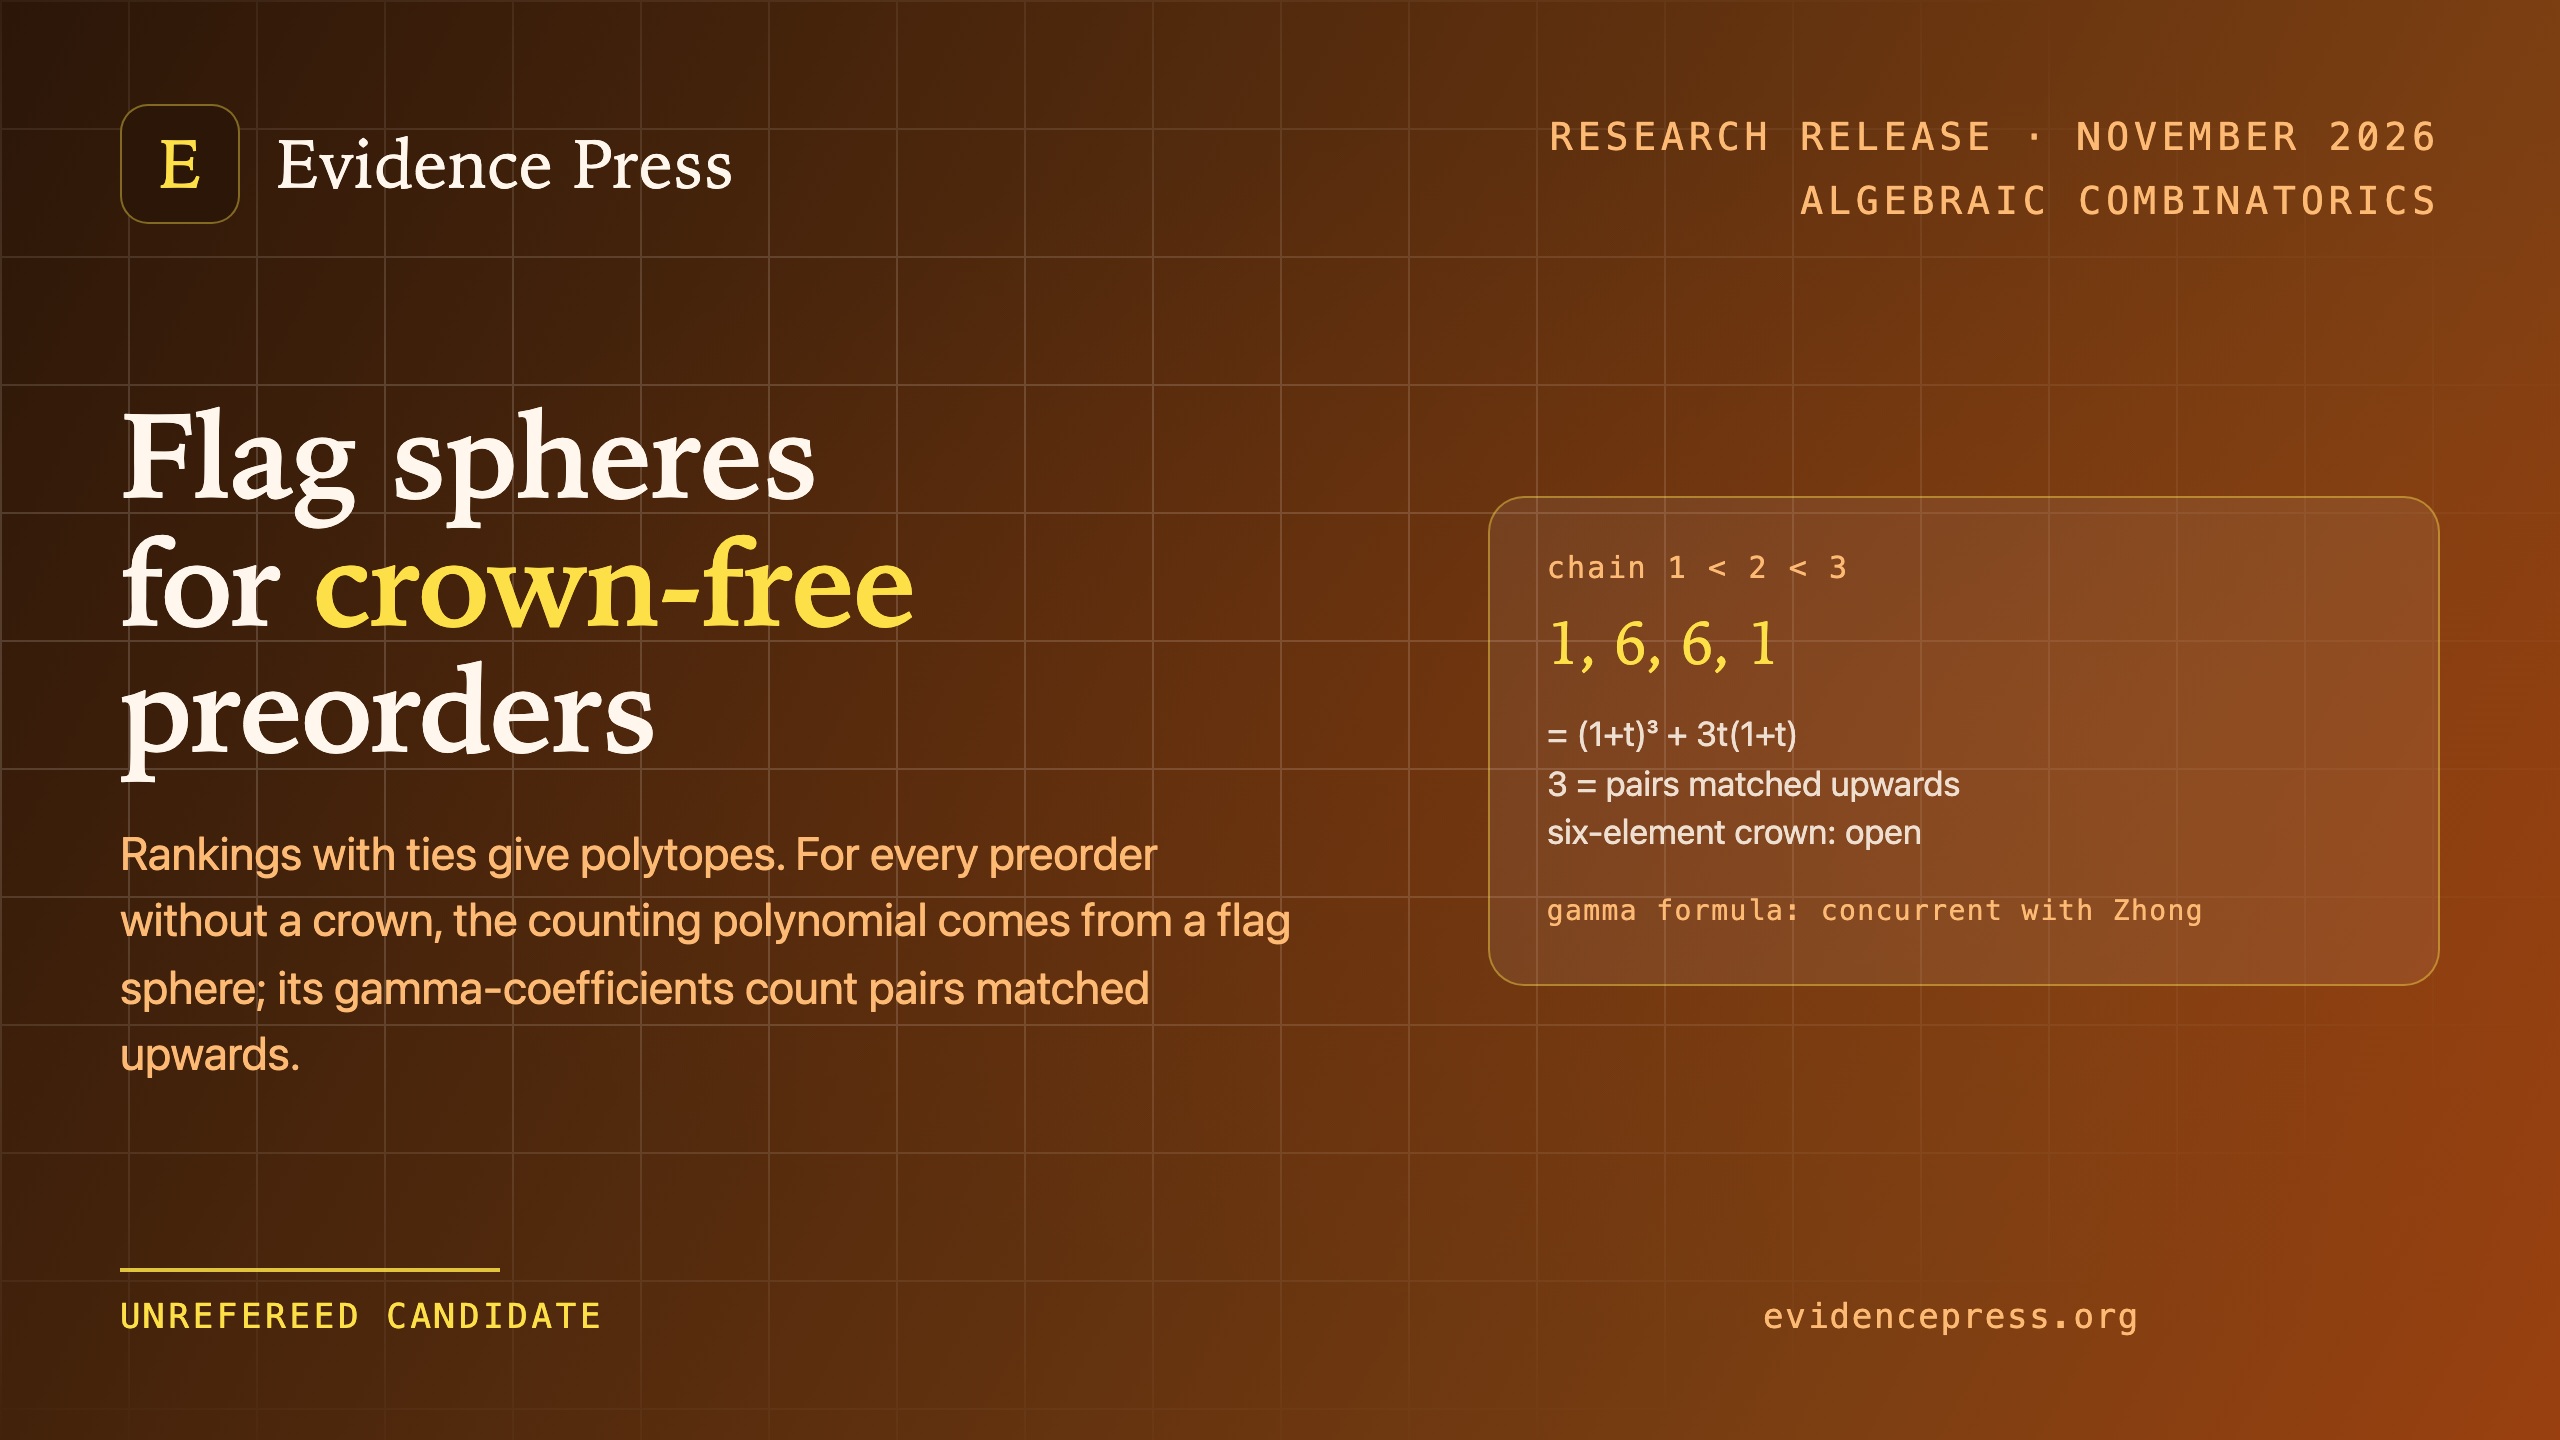 E
Evidence Press
RESEARCH RELEASE · NOVEMBER 2026
ALGEBRAIC COMBINATORICS
Flag spheres
for crown-free
preorders
Rankings with ties give polytopes. For every preorder
without a crown, the counting polynomial comes from a flag
sphere; its gamma-coefficients count pairs matched
upwards.
chain 1 < 2 < 3
1, 6, 6, 1
= (1+t)³ + 3t(1+t)
3 = pairs matched upwards
six-element crown: open
gamma formula: concurrent with Zhong
UNREFEREED CANDIDATE
evidencepress.org